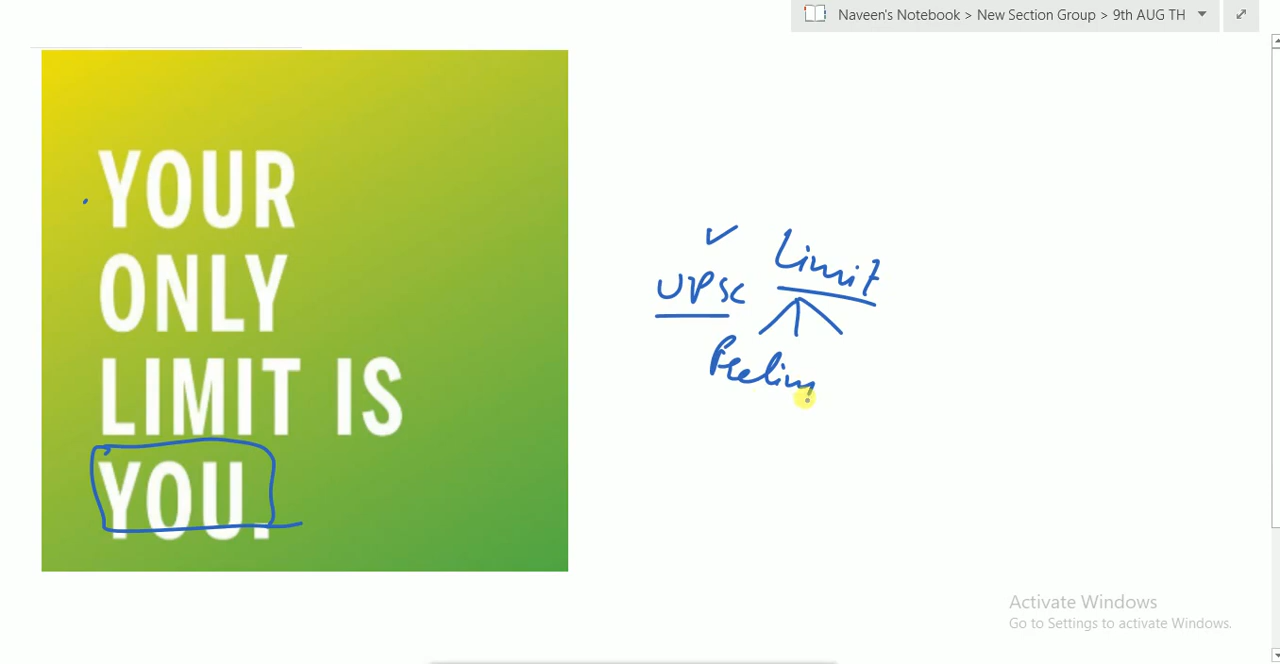 Naveen's Notebook > New Section Group > 9th AUG TH
YOUR
ONLY
LIMIT IS
YOU.
UPSC Limit
Activate Windows
Go to Settings to activate Windows.